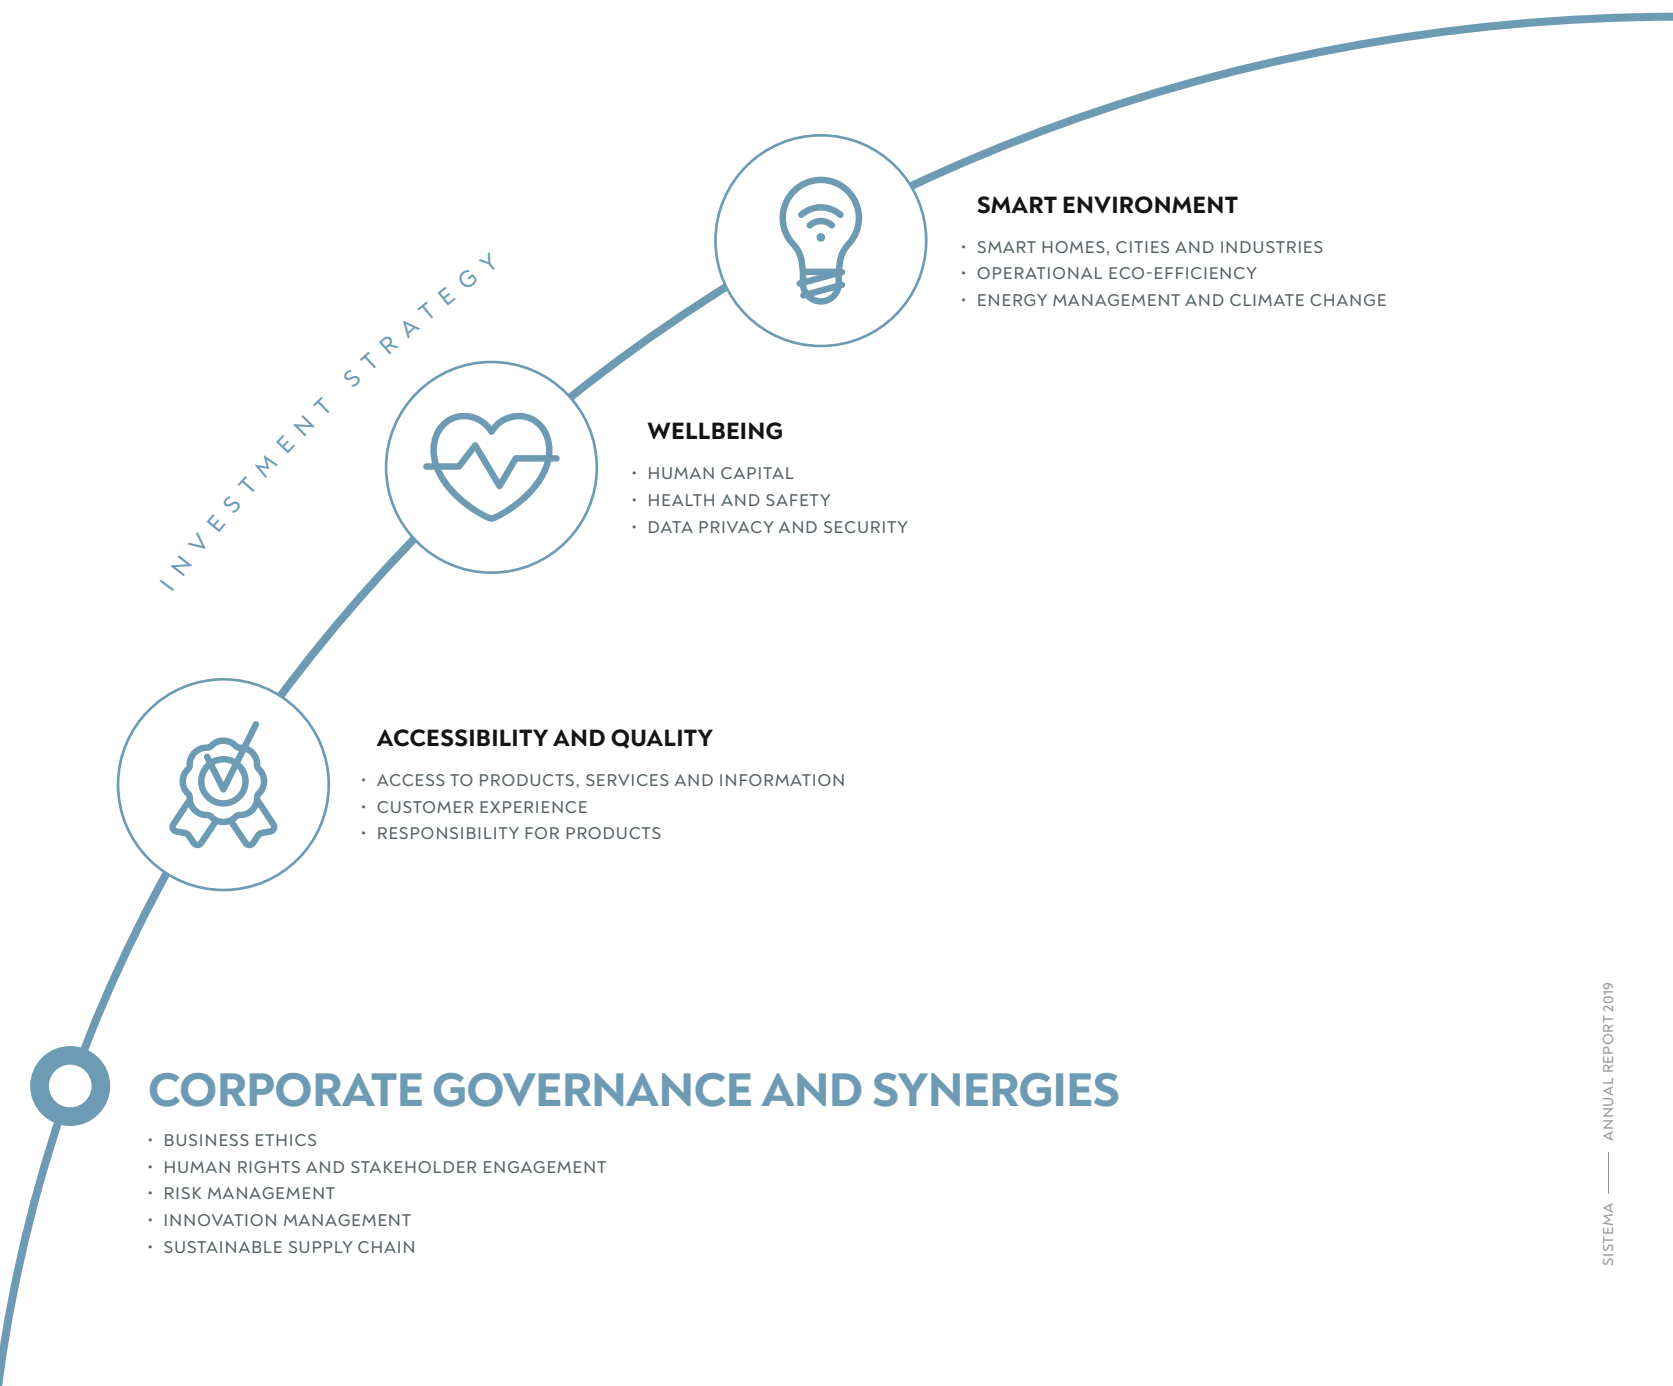 SMART ENVIRONMENT
• SMART HOMES, CITIES AND INDUSTRIES
• OPERATIONAL ECO-EFFICIENCY
• ENERGY MANAGEMENT AND CLIMATE CHANGE
INVESTMENT STRATEGY
WELLBEING
• HUMAN CAPITAL
• HEALTH AND SAFETY
• DATA PRIVACY AND SECURITY
ACCESSIBILITY AND QUALITY
• ACCESS TO PRODUCTS, SERVICES AND INFORMATION
• CUSTOMER EXPERIENCE
• RESPONSIBILITY FOR PRODUCTS
CORPORATE GOVERNANCE AND SYNERGIES
• BUSINESS ETHICS
• HUMAN RIGHTS AND STAKEHOLDER ENGAGEMENT
• RISK MANAGEMENT
• INNOVATION MANAGEMENT
• SUSTAINABLE SUPPLY CHAIN
SISTEMA — ANNUAL REPORT 2019